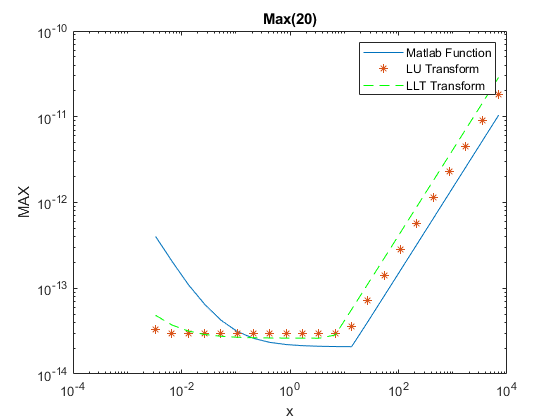 Max(20)
10^-10
10^-11
10^-12
10^-13
10^-14
MAX
Matlab Function
LU Transform
LLT Transform
10^-4
10^-2
10^0
10^2
10^4
x